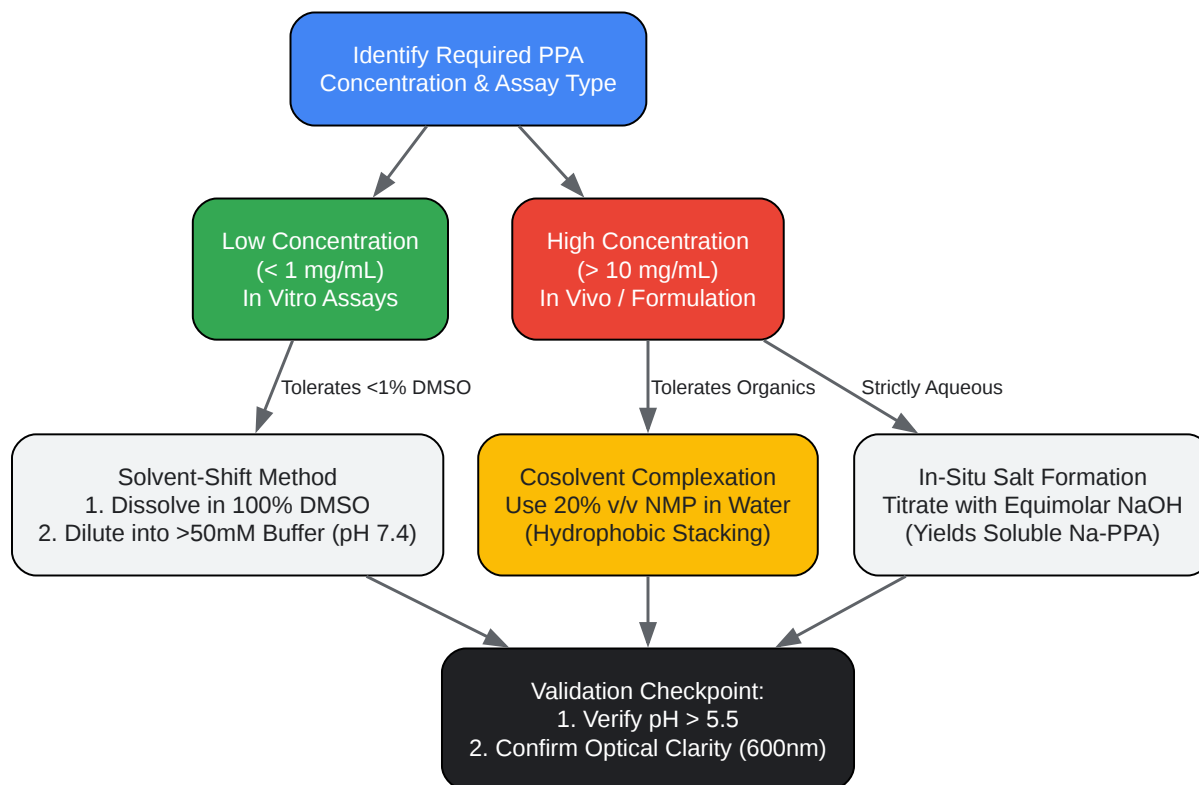 Identify Required PPA
Concentration & Assay Type
Low Concentration
(< 1 mg/mL)
In Vitro Assays
High Concentration
(> 10 mg/mL)
In Vivo / Formulation
Tolerates <1% DMSO
Tolerates Organics
Strictly Aqueous
Solvent-Shift Method
1. Dissolve in 100% DMSO
2. Dilute into >50mM Buffer (pH 7.4)
Cosolvent Complexation
Use 20% v/v NMP in Water
(Hydrophobic Stacking)
In-Situ Salt Formation
Titrate with Equimolar NaOH
(Yields Soluble Na-PPA)
Validation Checkpoint:
1. Verify pH > 5.5
2. Confirm Optical Clarity (600nm)